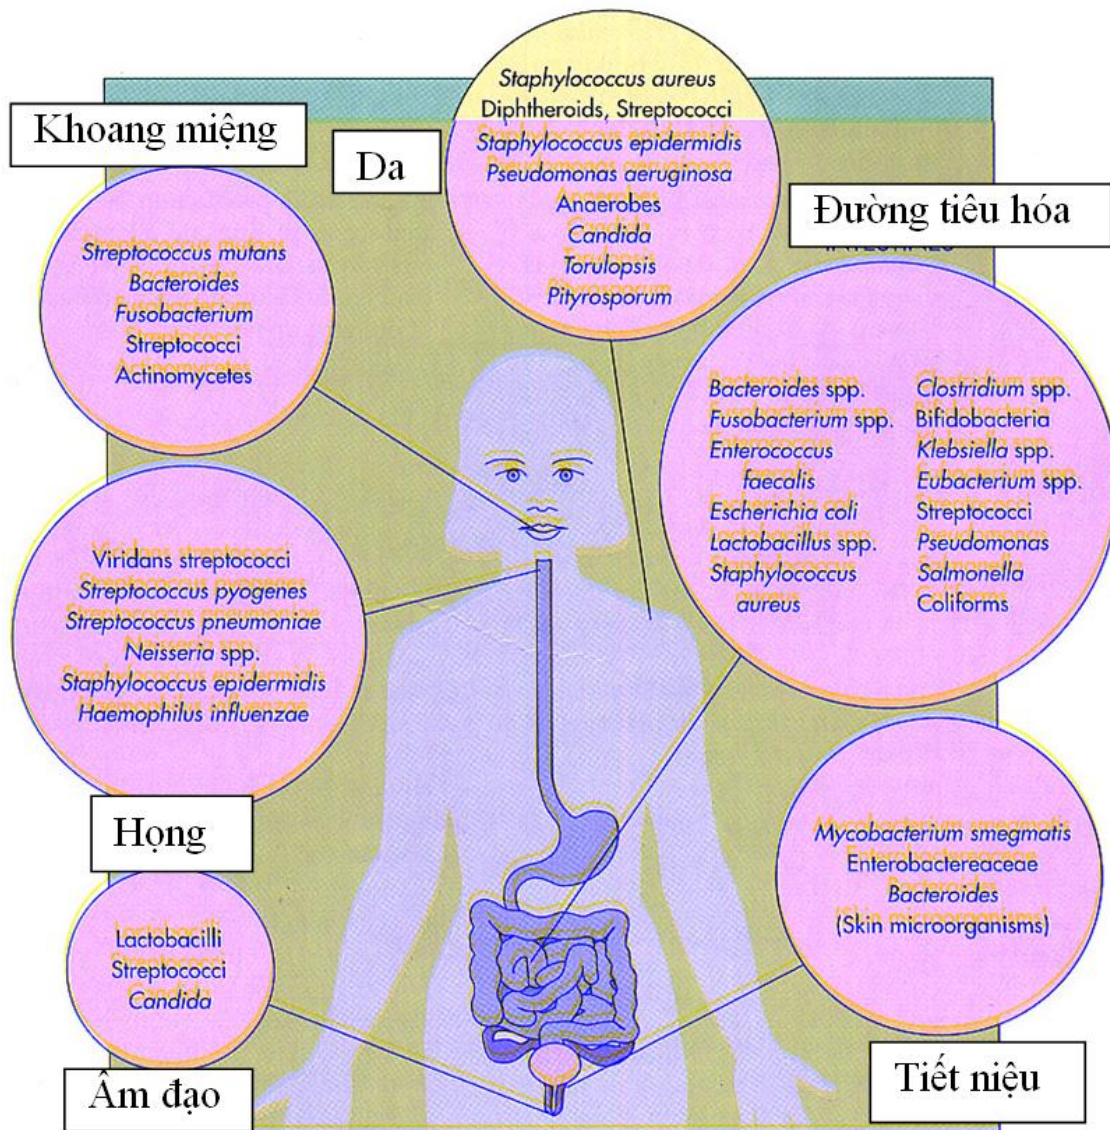 Khoang miệng
Streptococcus mutans
Bacteroides
Fusobacterium
Streptococci
Actinomycetes
Da
Staphylococcus aureus
Diphtheroids, Streptococci
Staphylococcus epidermidis
Pseudomonas aeruginosa
Anaerobes
Candida
Torulopsis
Pityrosporum
Đường tiêu hóa
Bacteroides spp.
Fusobacterium spp.
Enterococcus
faecalis
Escherichia coli
Lactobacillus spp.
Staphylococcus
aureus
Clostridium spp.
Bifidobacteria
Klebsiella spp.
Eubacterium spp.
Streptococci
Pseudomonas
Salmonella
Coliforms
Viridans streptococci
Streptococcus pyogenes
Streptococcus pneumoniae
Neisseria spp.
Staphylococcus epidermidis
Haemophilus influenzae
Họng
Mycobacterium smegmatis
Enterobactereaceae
Bacteroides
(Skin microorganisms)
Tiết niệu
Lactobacilli
Streptococci
Candida
Âm đạo